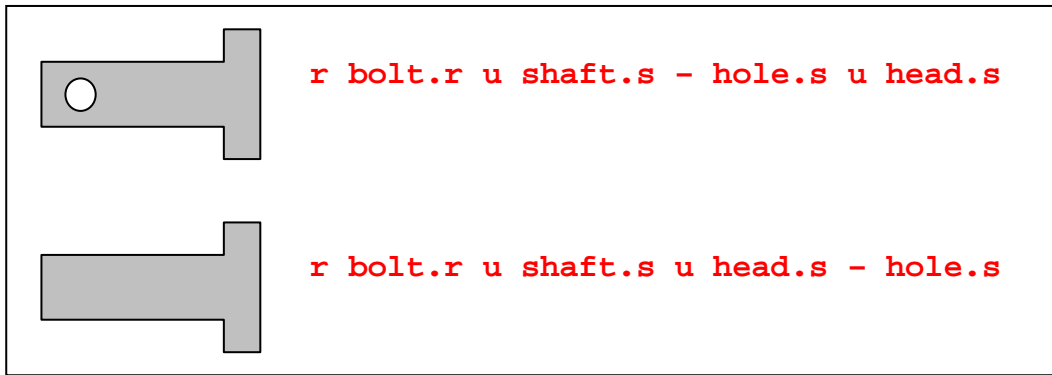 r bolt.r u shaft.s – hole.s u head.s
r bolt.r u shaft.s u head.s – hole.s